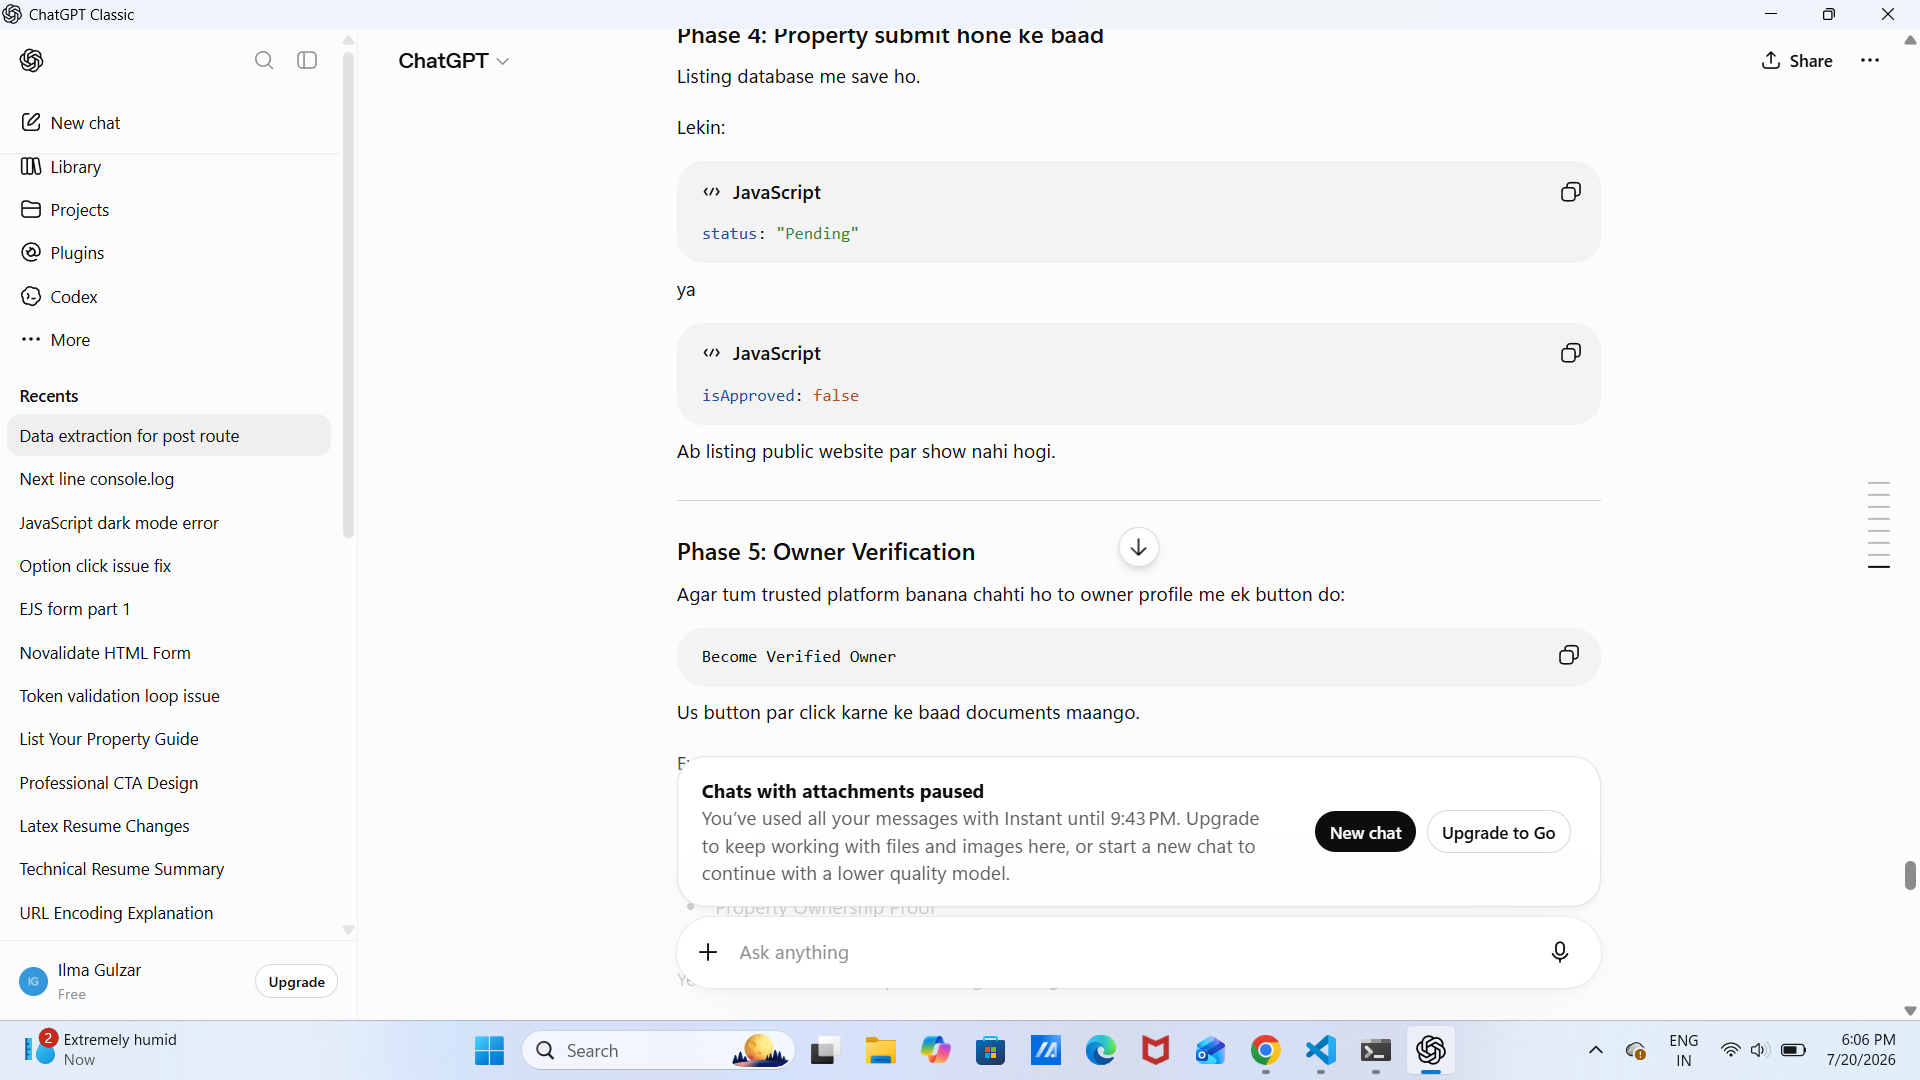 ChatGPT Classic
New chat
Library
Projects
Plugins
Codex
More
Recents
Data extraction for post route
Next line console.log
JavaScript dark mode error
Option click issue fix
EJS form part 1
Novalidate HTML Form
Token validation loop issue
List Your Property Guide
Professional CTA Design
Latex Resume Changes
Technical Resume Summary
URL Encoding Explanation
IG
Ilma Gulzar
Free
Upgrade
ChatGPT
Share
Phase 4: Property submit hone ke baad
Listing database me save ho.
Lekin:
JavaScript
status: "Pending"
ya
JavaScript
isApproved: false
Ab listing public website par show nahi hogi.
Phase 5: Owner Verification
Agar tum trusted platform banana chahti ho to owner profile me ek button do:
Become Verified Owner
Us button par click karne ke baad documents maango.
Chats with attachments paused
You've used all your messages with Instant until 9:43 PM. Upgrade
to keep working with files and images here, or start a new chat to
continue with a lower quality model.
New chat
Upgrade to Go
Property Ownership Proof
Ask anything
2
Extremely humid
Now
Search
ENG
IN
6:06 PM
7/20/2026